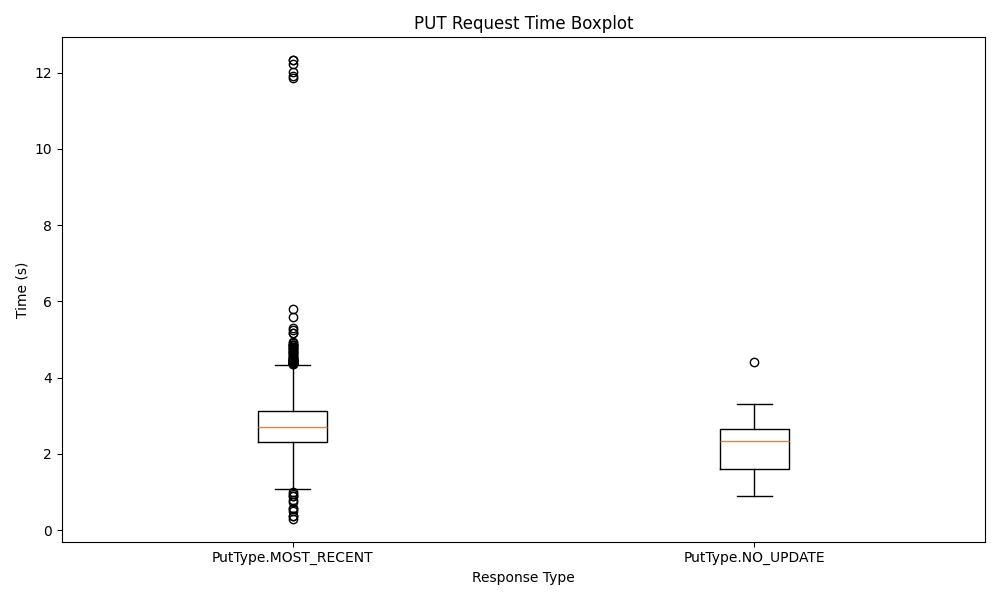 PUT Request Time Boxplot
12
10
8
6
4
2
0
Time (s)
PutType.MOST_RECENT PutType.NO_UPDATE
Response Type